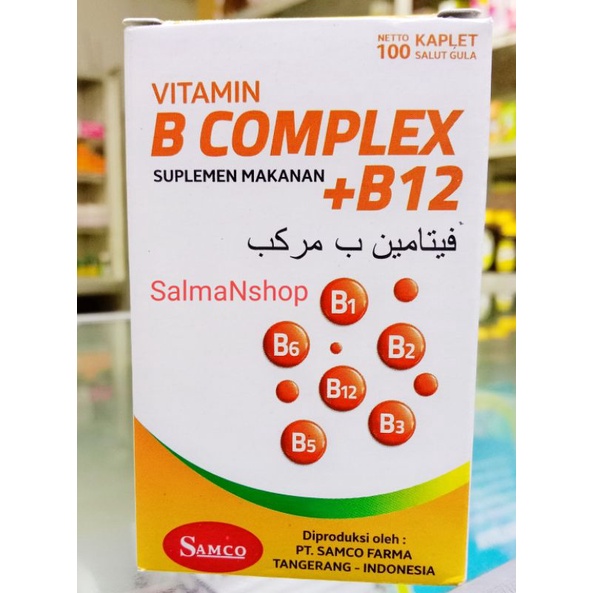 NETTO 100 KAPLET
SALUT GULA
VITAMIN
B COMPLEX
SUPLEMEN MAKANAN +B12
فيتامين ب مركب
SalmaNshop
B1
B6
B2
B12
B3
B5
SAMCO
Diproduksi oleh :
PT. SAMCO FARMA
TANGERANG - INDONESIA